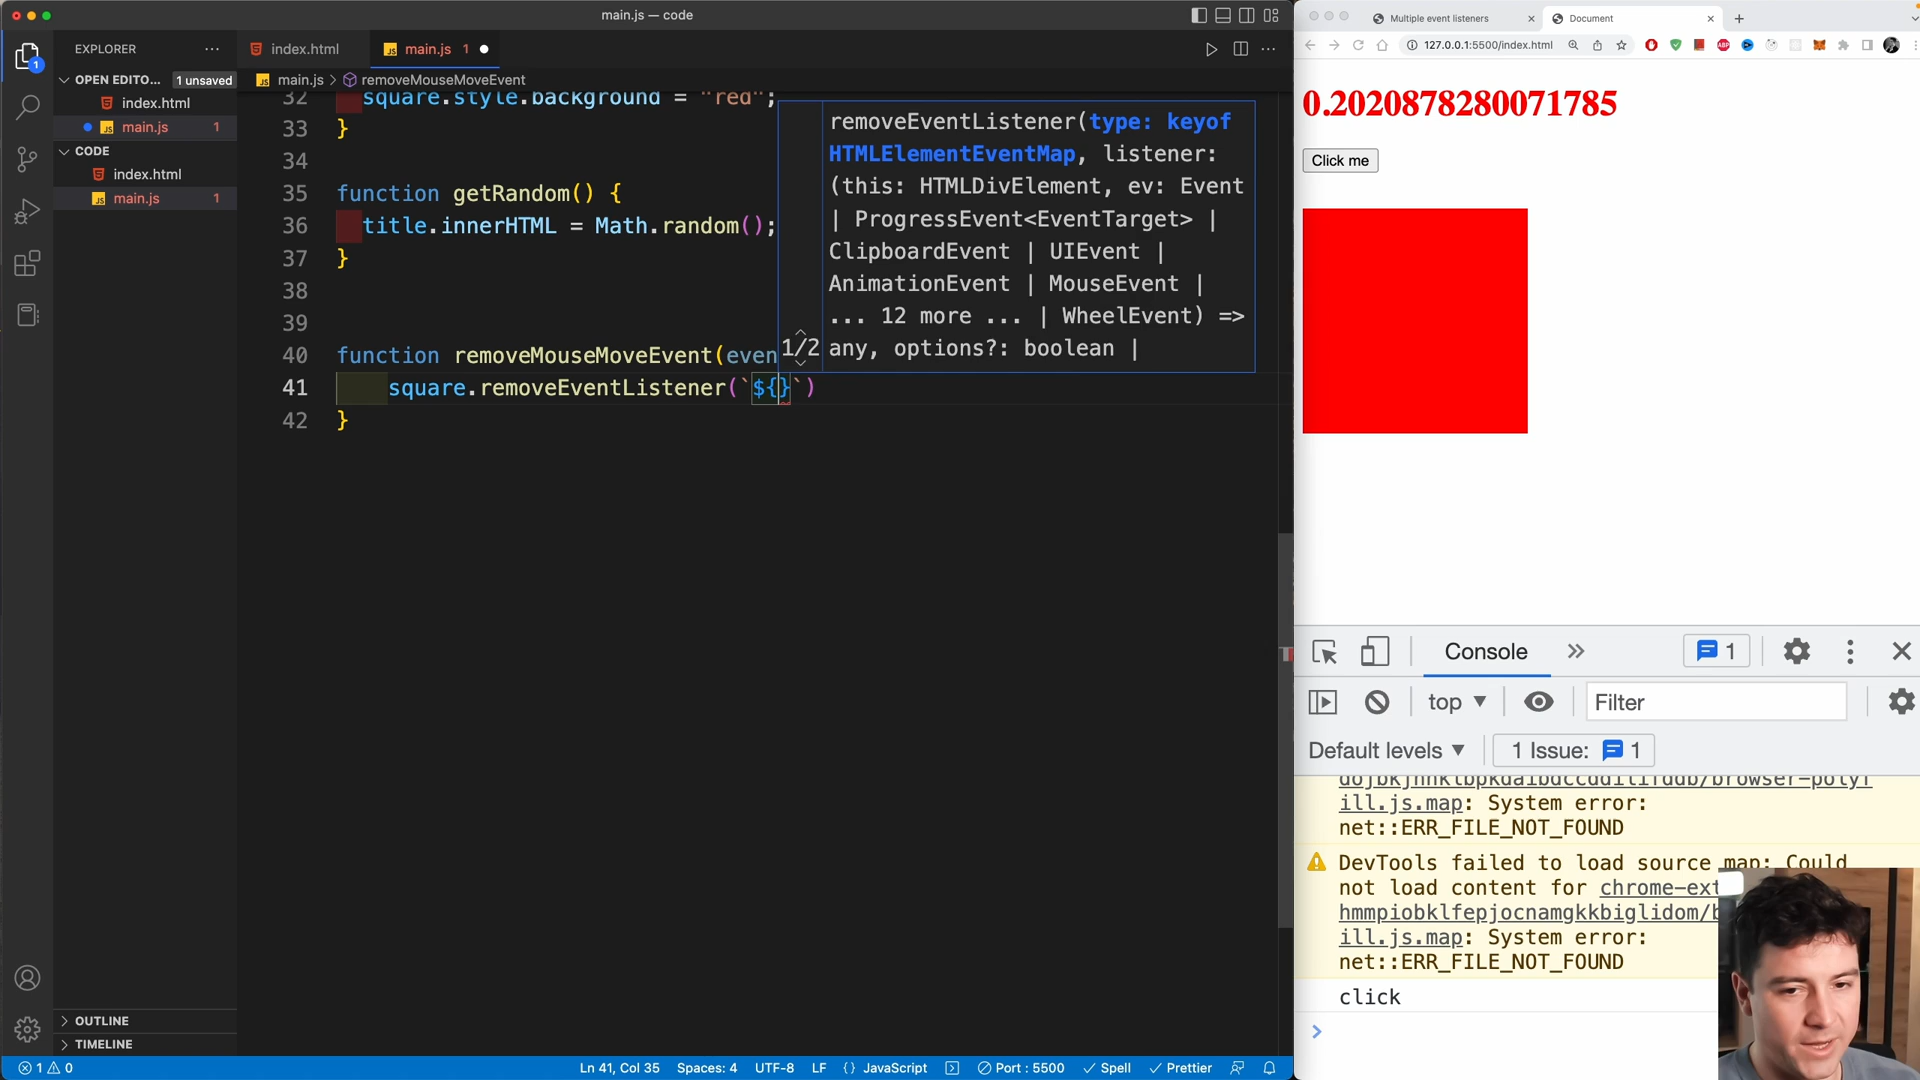 main.js — code
EXPLORER
OPEN EDITO... 1 unsaved
index.html
main.js 1
CODE
index.html
main.js 1
OUTLINE
TIMELINE
index.html
main.js 1
main.js > removeMouseMoveEvent
32 square.style.background = "red";
33 }
34
35 function getRandom() {
36 title.innerHTML = Math.random();
37 }
38
39
40 function removeMouseMoveEvent(even
41 square.removeEventListener(`${}`)
42 }
1/2
removeEventListener(type: keyof
HTMLElementEventMap, listener:
(this: HTMLDivElement, ev: Event
| ProgressEvent<EventTarget> |
ClipboardEvent | UIEvent |
AnimationEvent | MouseEvent |
... 12 more ... | WheelEvent) =>
any, options?: boolean |
1 0 Ln 41, Col 35 Spaces: 4 UTF-8 LF {} JavaScript Port : 5500 Spell Prettier
Multiple event listeners
Document
127.0.0.1:5500/index.html
0.2020878280071785
Click me
Console 1
top Filter
Default levels 1 Issue: 1
ill.js.map: System error:
net::ERR_FILE_NOT_FOUND
DevTools failed to load source map: Could
not load content for chrome-ext
hmmpiobklfepjocnamgkkbiglidom/b
ill.js.map: System error:
net::ERR_FILE_NOT_FOUND
click